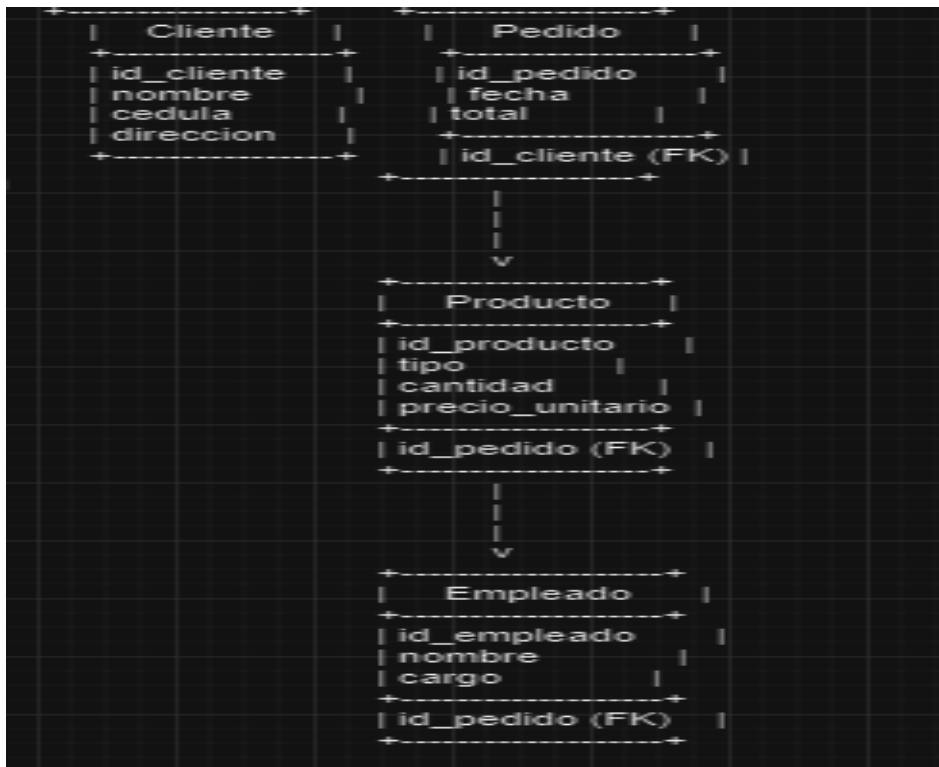 Cliente
id_cliente
nombre
cedula
direccion
Pedido
id_pedido
fecha
total
id_cliente (FK)
Producto
id_producto
tipo
cantidad
precio_unitario
id_pedido (FK)
Empleado
id_empleado
nombre
cargo
id_pedido (FK)